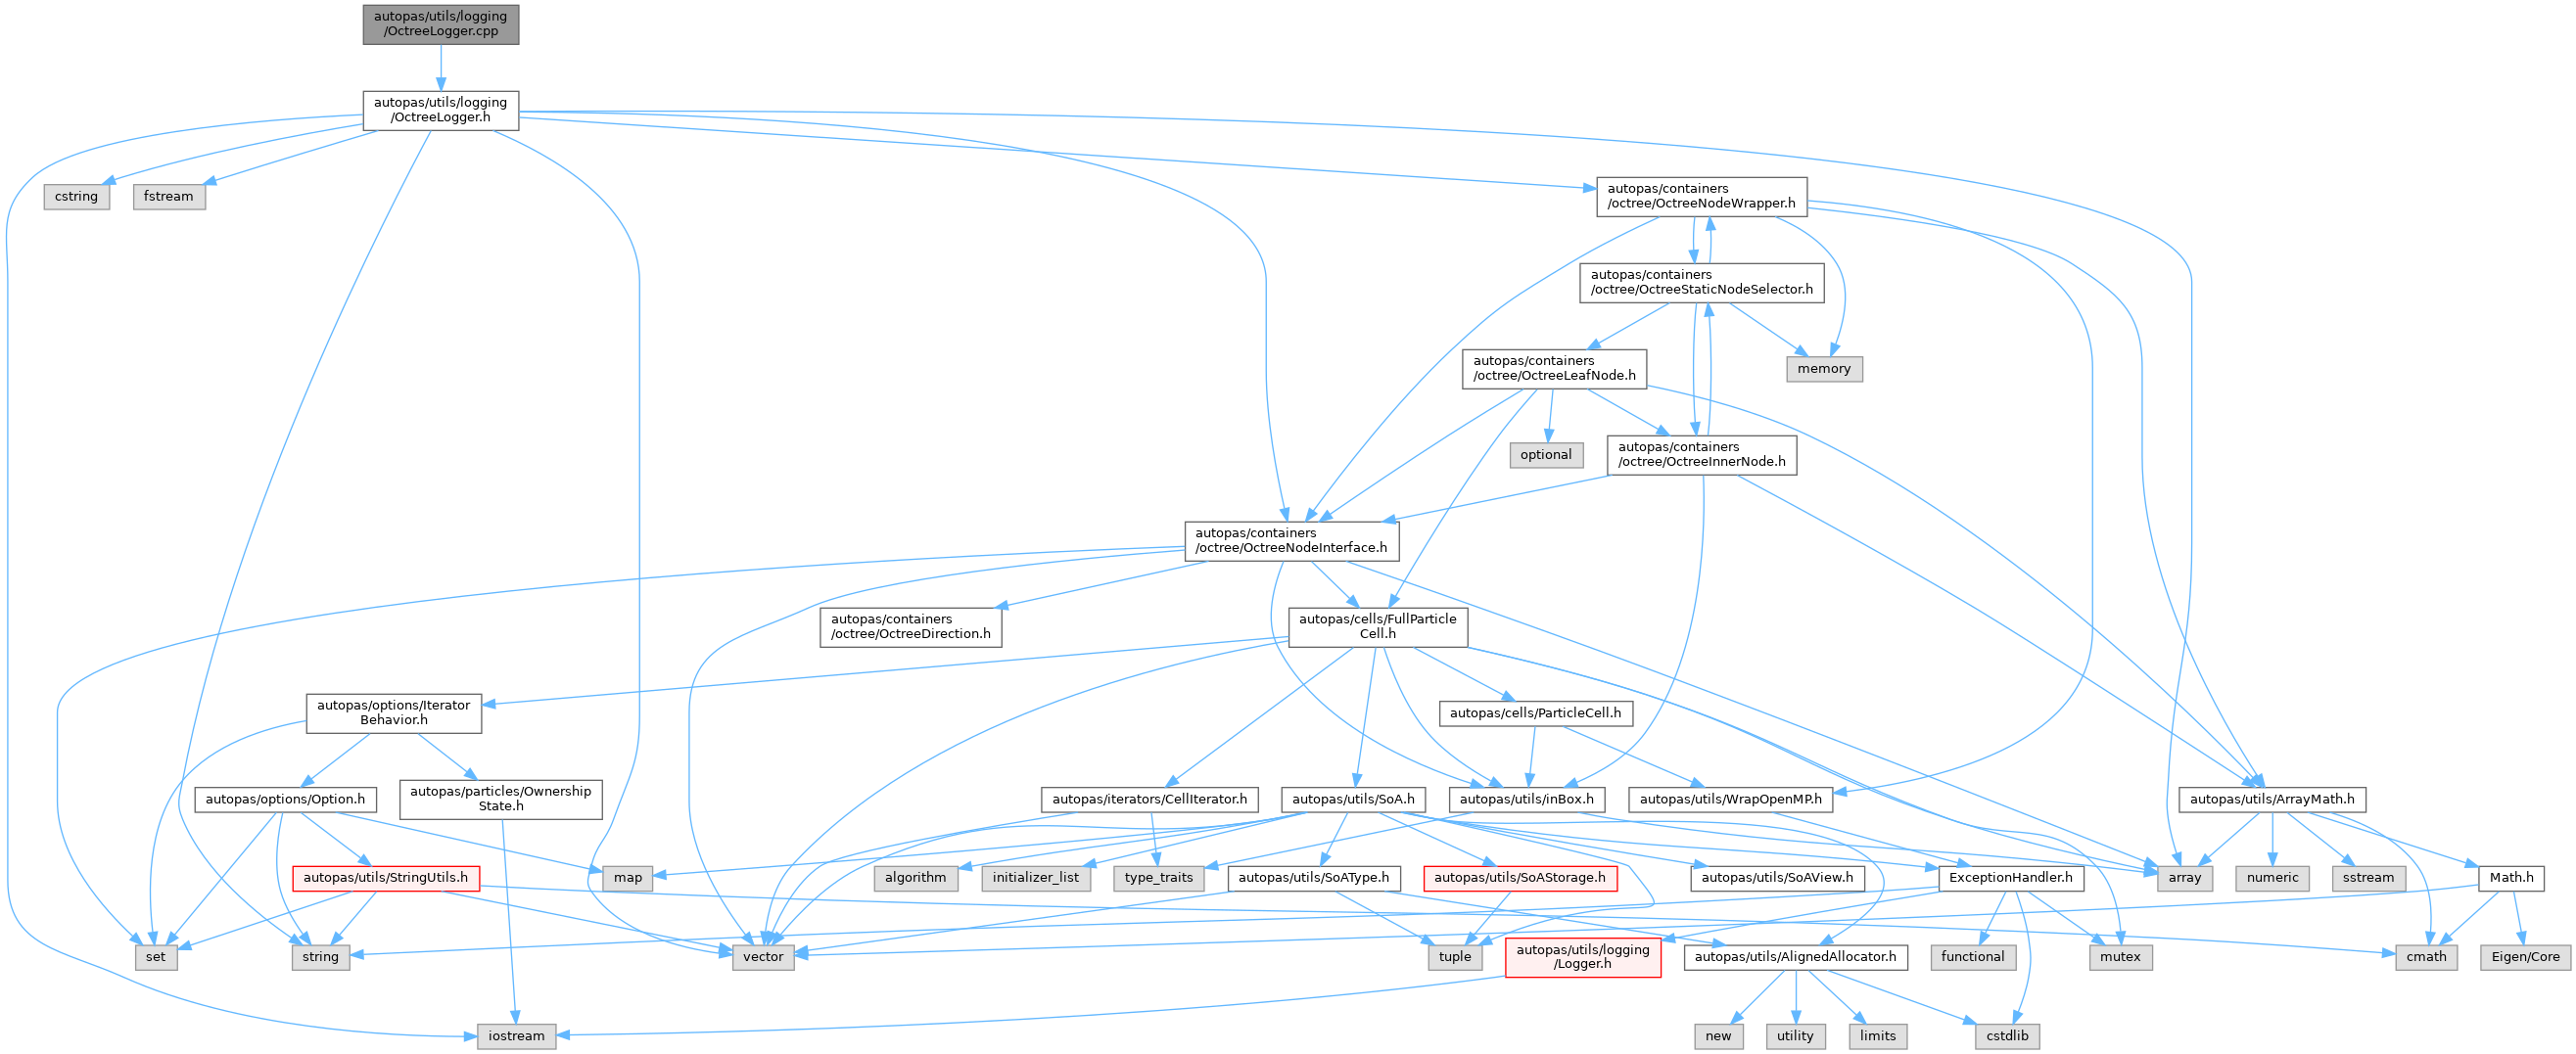 autopas/utils/logging
/OctreeLogger.cpp
autopas/utils/logging
/OctreeLogger.h
cstring
fstream
autopas/containers
/octree/OctreeNodeWrapper.h
autopas/containers
/octree/OctreeStaticNodeSelector.h
autopas/containers
/octree/OctreeLeafNode.h
memory
optional
autopas/containers
/octree/OctreeInnerNode.h
autopas/containers
/octree/OctreeNodeInterface.h
autopas/containers
/octree/OctreeDirection.h
autopas/cells/FullParticle
Cell.h
autopas/options/Iterator
Behavior.h
autopas/cells/ParticleCell.h
autopas/options/Option.h
autopas/particles/Ownership
State.h
autopas/iterators/CellIterator.h
autopas/utils/SoA.h
autopas/utils/inBox.h
autopas/utils/WrapOpenMP.h
autopas/utils/ArrayMath.h
autopas/utils/StringUtils.h
map
algorithm
initializer_list
type_traits
autopas/utils/SoAType.h
autopas/utils/SoAStorage.h
autopas/utils/SoAView.h
ExceptionHandler.h
array
numeric
sstream
Math.h
set
string
vector
tuple
autopas/utils/logging
/Logger.h
autopas/utils/AlignedAllocator.h
functional
mutex
cmath
Eigen/Core
iostream
new
utility
limits
cstdlib